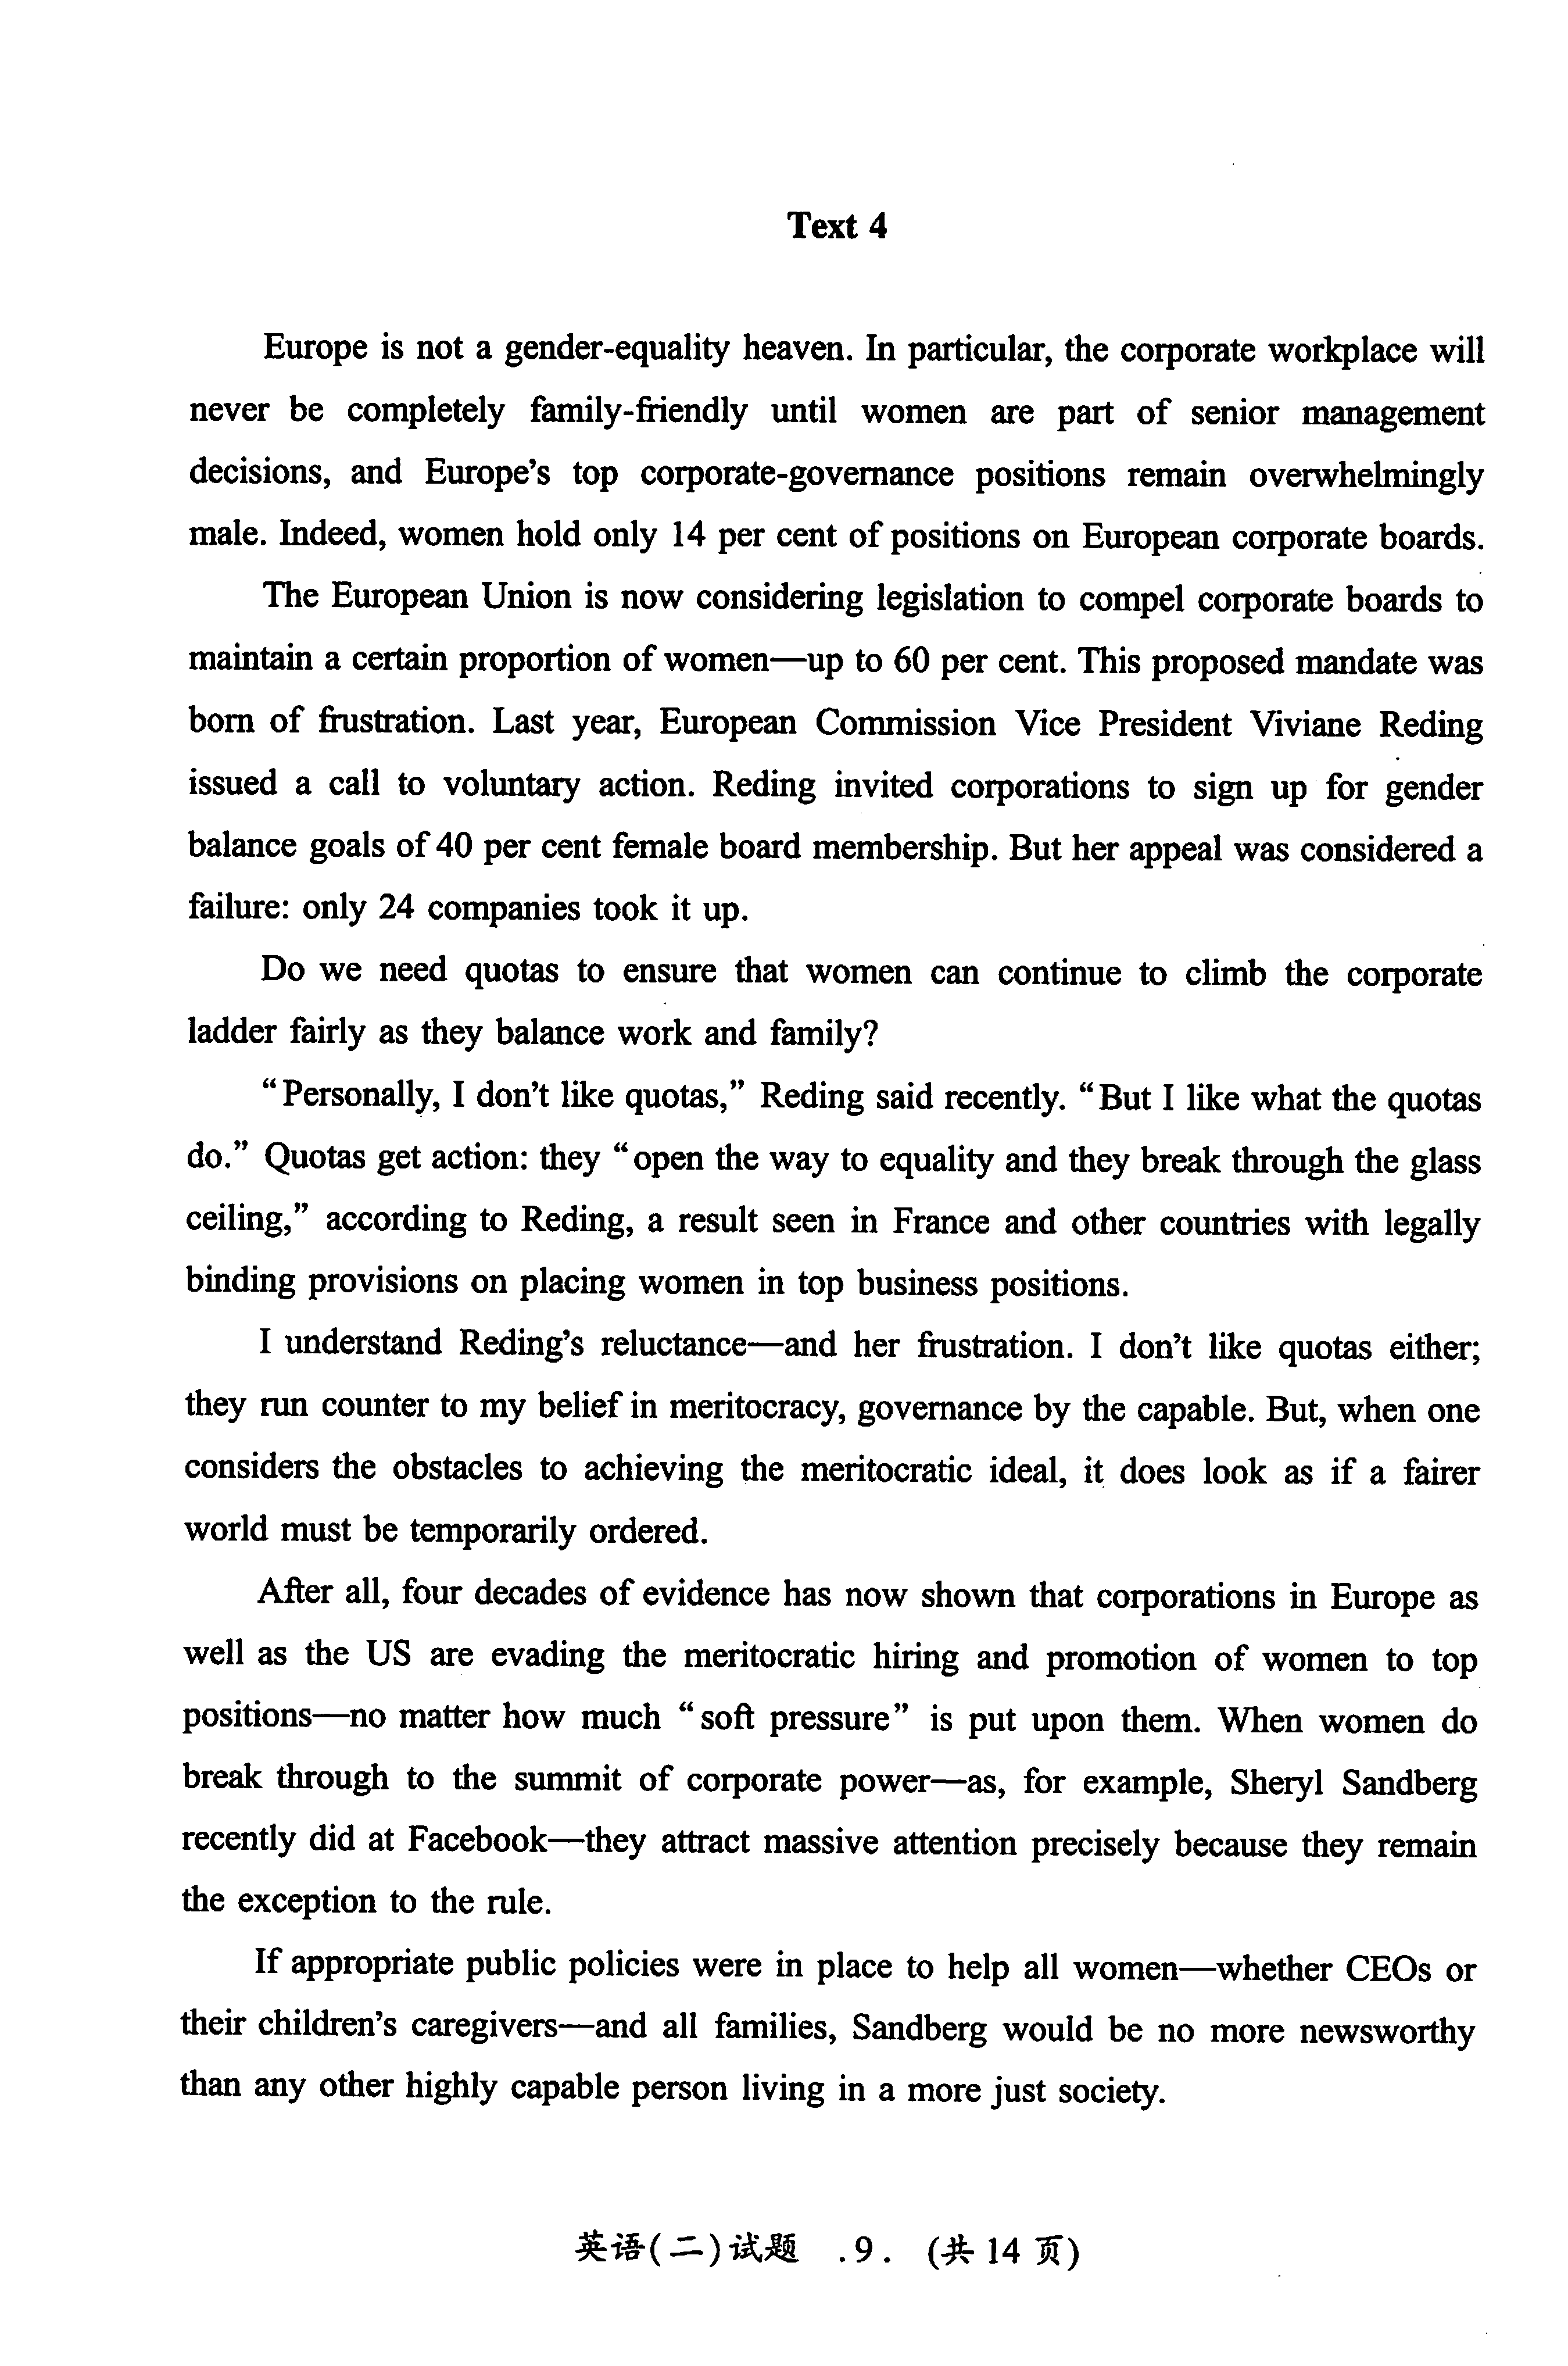 Text 4
Europe is not a gender-equality heaven. In particular, the corporate workplace will
never be completely family-friendly until women are part of senior management
decisions, and Europe's top corporate-governance positions remain overwhelmingly
male. Indeed, women hold only 14 per cent of positions on European corporate boards.
The European Union is now considering legislation to compel corporate boards to
maintain a certain proportion of women—up to 60 per cent. This proposed mandate was
born of frustration. Last year, European Commission Vice President Viviane Reding
issued a call to voluntary action. Reding invited corporations to sign up for gender
balance goals of 40 per cent female board membership. But her appeal was considered a
failure: only 24 companies took it up.
Do we need quotas to ensure that women can continue to climb the corporate
ladder fairly as they balance work and family?
“Personally, I don't like quotas,” Reding said recently. “But I like what the quotas
do.” Quotas get action: they “open the way to equality and they break through the glass
ceiling,” according to Reding, a result seen in France and other countries with legally
binding provisions on placing women in top business positions.
I understand Reding's reluctance—and her frustration. I don't like quotas either;
they run counter to my belief in meritocracy, governance by the capable. But, when one
considers the obstacles to achieving the meritocratic ideal, it does look as if a fairer
world must be temporarily ordered.
After all, four decades of evidence has now shown that corporations in Europe as
well as the US are evading the meritocratic hiring and promotion of women to top
positions—no matter how much “soft pressure” is put upon them. When women do
break through to the summit of corporate power—as, for example, Sheryl Sandberg
recently did at Facebook—they attract massive attention precisely because they remain
the exception to the rule.
If appropriate public policies were in place to help all women—whether CEOs or
their children's caregivers—and all families, Sandberg would be no more newsworthy
than any other highly capable person living in a more just society.
英语(二)试题 .9. (共14页)